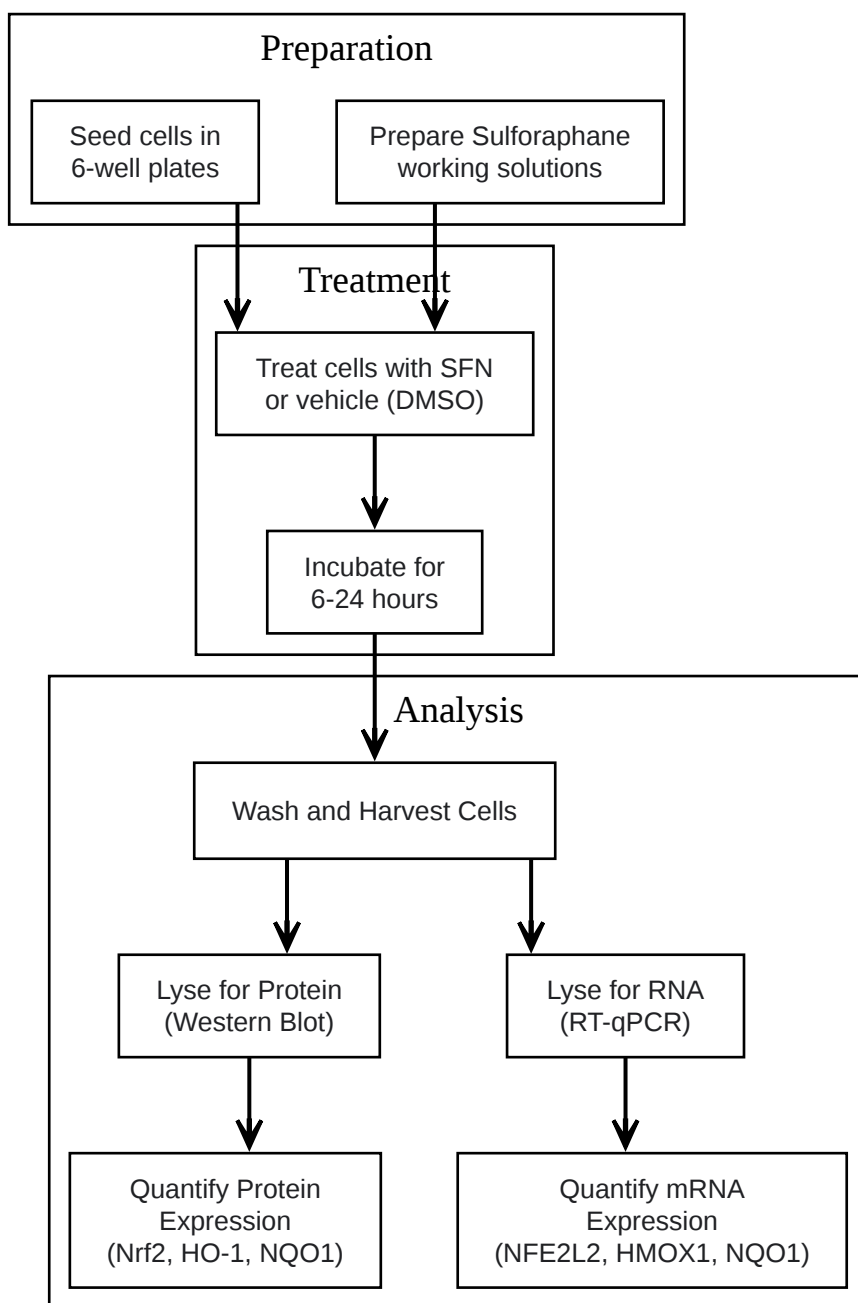 Preparation
Seed cells in
6-well plates
Prepare Sulforaphane
working solutions
Treatment
Treat cells with SFN
or vehicle (DMSO)
Incubate for
6-24 hours
Analysis
Wash and Harvest Cells
Lyse for Protein
(Western Blot)
Lyse for RNA
(RT-qPCR)
Quantify Protein
Expression
(Nrf2, HO-1, NQO1)
Quantify mRNA
Expression
(NFE2L2, HMOX1, NQO1)